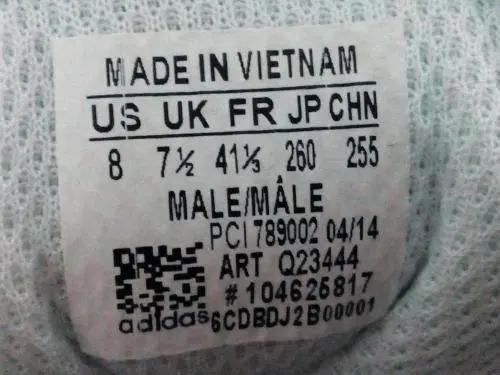 MADE IN VIETNAM
US UK FR JP CHN
8 7½ 41⅓ 260 255
MALE/MÂLE
PCI 789002 04/14
ART Q23444
#104625817
adidas 6CDBDJ2B00001